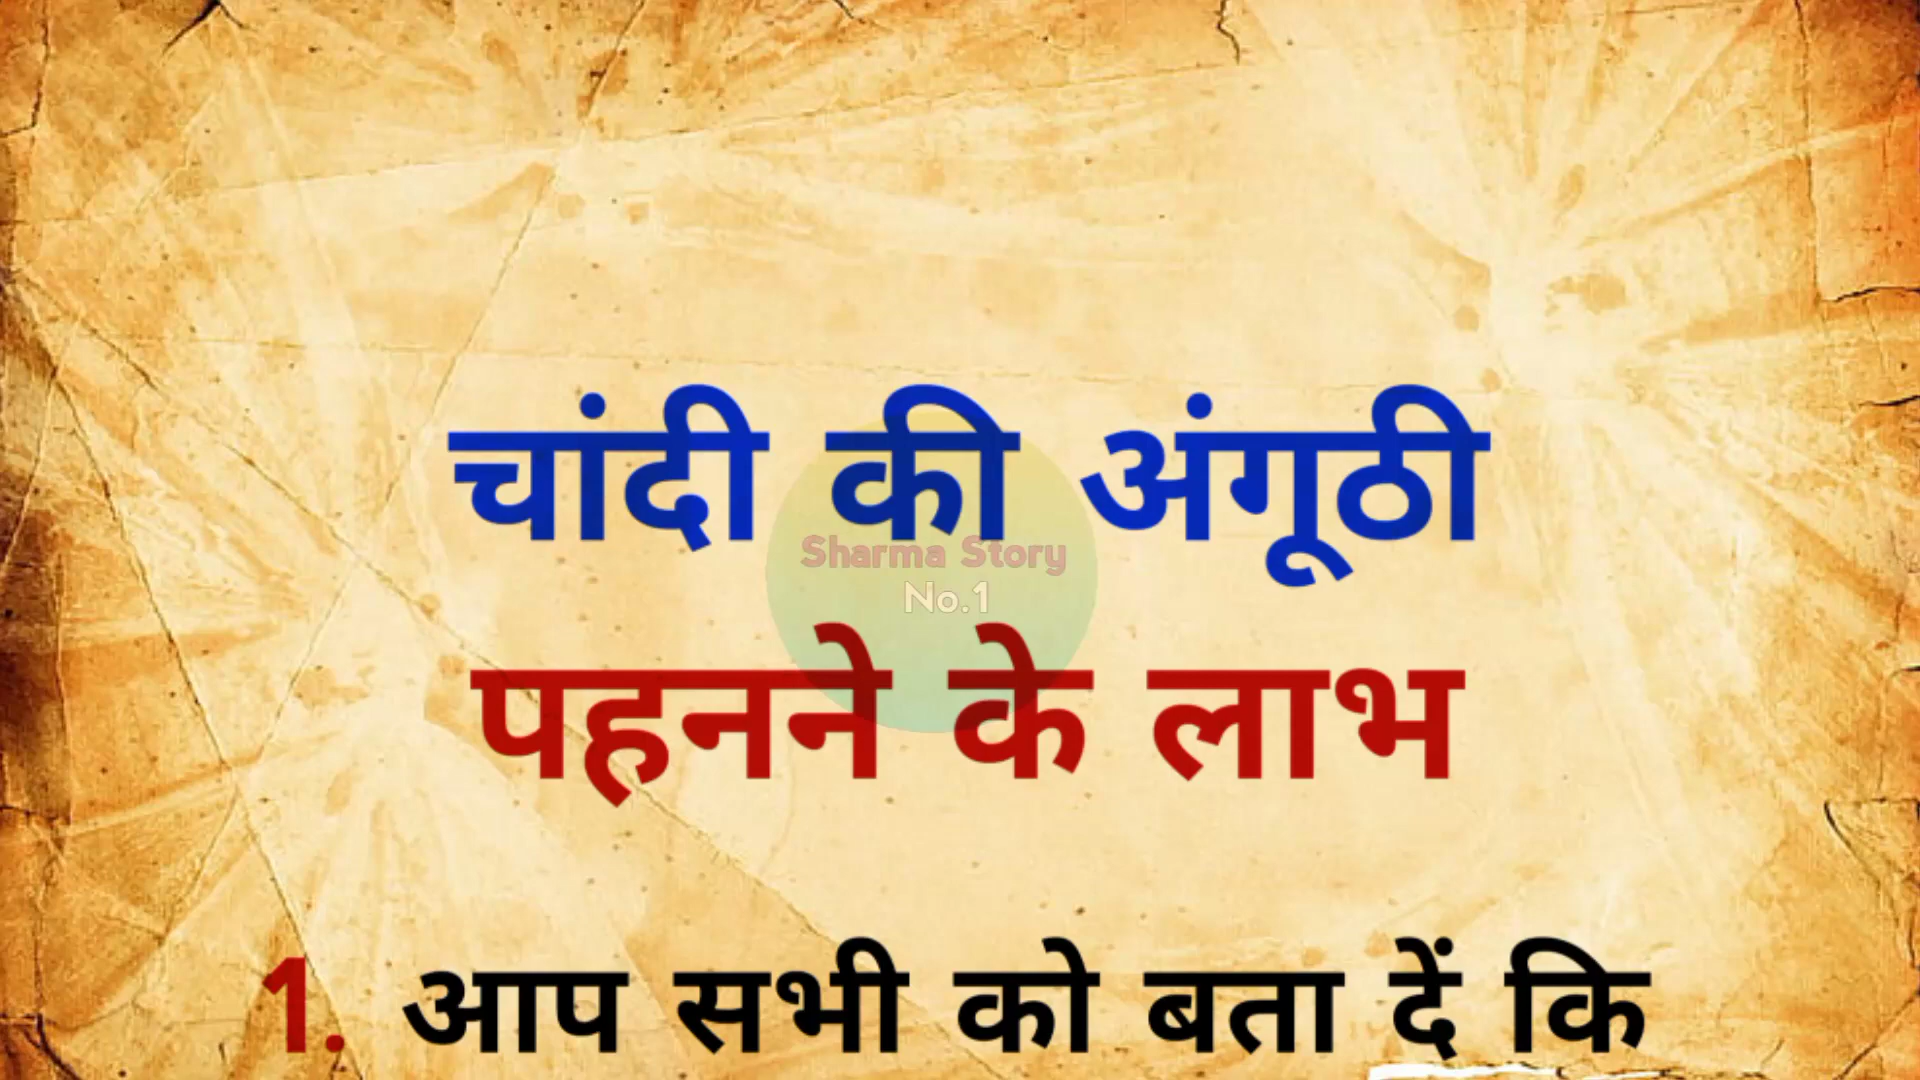 चांदी की अंगूठी
Sharma Story
No.1
पहनने के लाभ
1. आप सभी को बता दें कि